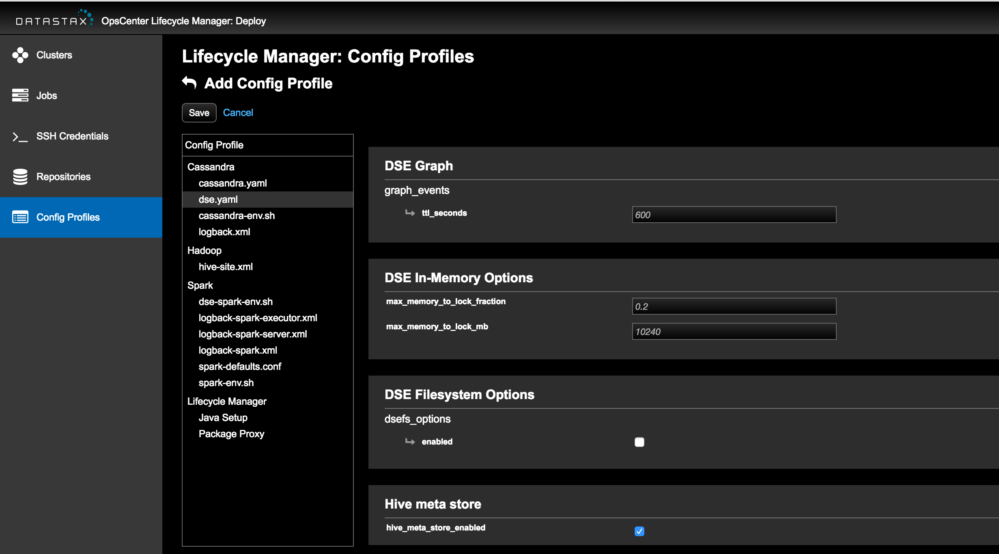 DATASTAX OpsCenter Lifecycle Manager: Deploy
Clusters
Jobs
SSH Credentials
Repositories
Config Profiles
Lifecycle Manager: Config Profiles
Add Config Profile
Save Cancel
Config Profile
Cassandra
cassandra.yaml
dse.yaml
cassandra-env.sh
logback.xml
Hadoop
hive-site.xml
Spark
dse-spark-env.sh
logback-spark-executor.xml
logback-spark-server.xml
logback-spark.xml
spark-defaults.conf
spark-env.sh
Lifecycle Manager
Java Setup
Package Proxy
DSE Graph
graph_events
ttl_seconds 600
DSE In-Memory Options
max_memory_to_lock_fraction 0.2
max_memory_to_lock_mb 10240
DSE Filesystem Options
dsefs_options
enabled
Hive meta store
hive_meta_store_enabled